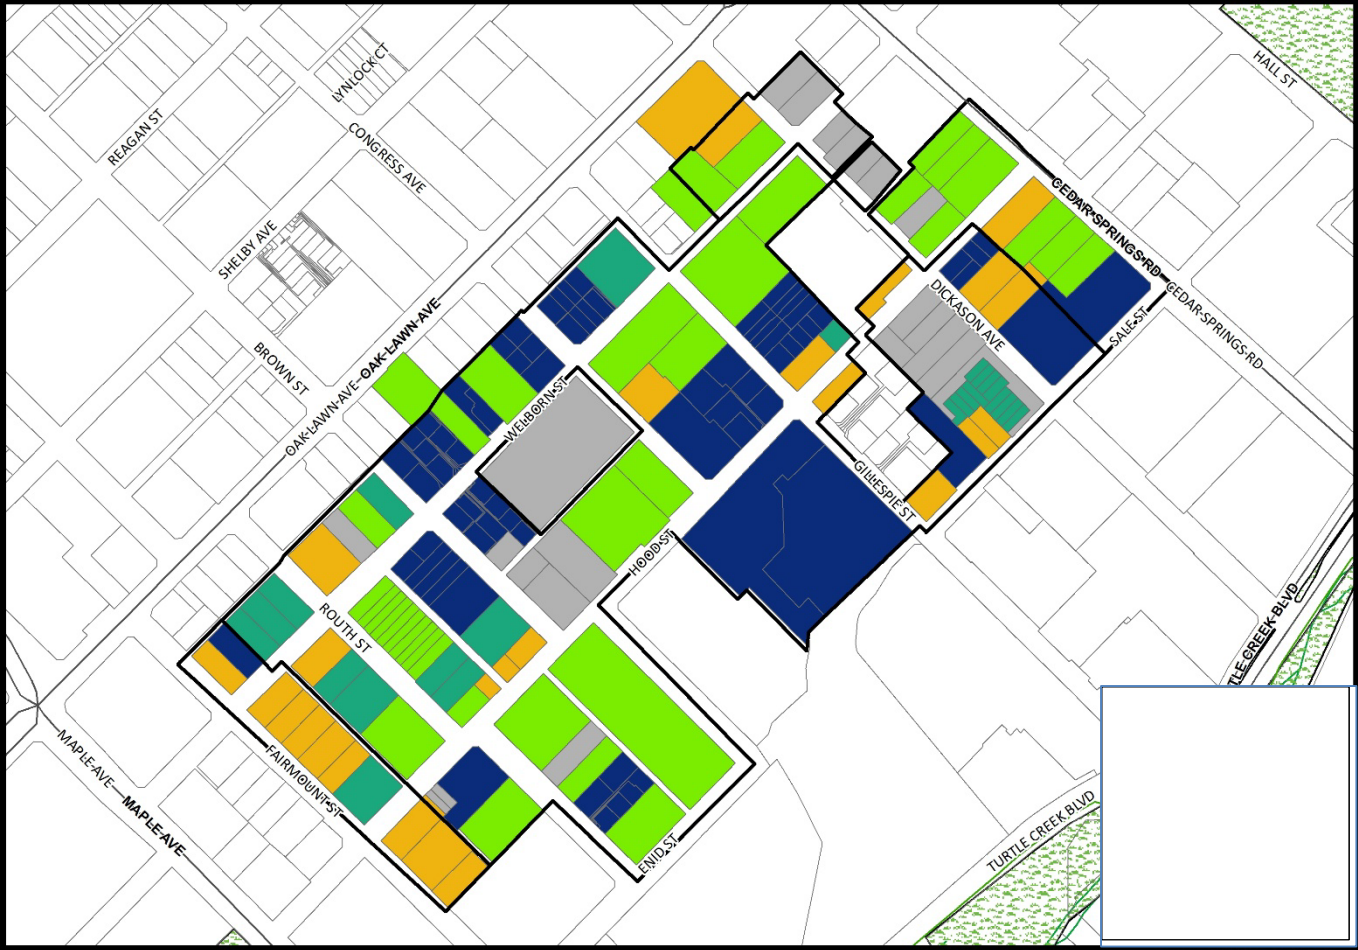 HALL ST
LYNLOCK CT
REAGAN ST
CONGRESS AVE
CEDAR-SPRINGS RD
SHELBY AVE
CEDAR-SPRINGS RD
DICKASON AVE
OAK-LAWN-AVE
SALE ST
BROWN ST
OAK-LAWN-AVE
WELBORN ST
GILLESPIE ST
HOOD ST
TLE CREEK BLVD
ROUTH ST
MAPLE-AVE
FAIRMOUNT ST
MAPLE-AVE
TURTLE CREEK BLVD
ENID ST